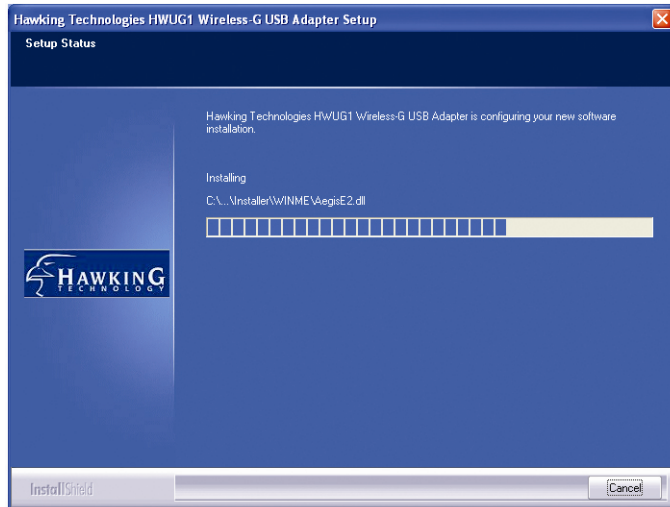 Hawking Technologies HWUG1 Wireless-G USB Adapter Setup
Setup Status
Hawking Technologies HWUG1 Wireless-G USB Adapter is configuring your new software
installation.
Installing
C:\...\Installer\WINME\AegisE2.dll
HAWKING
TECHNOLOGY
InstallShield
Cancel